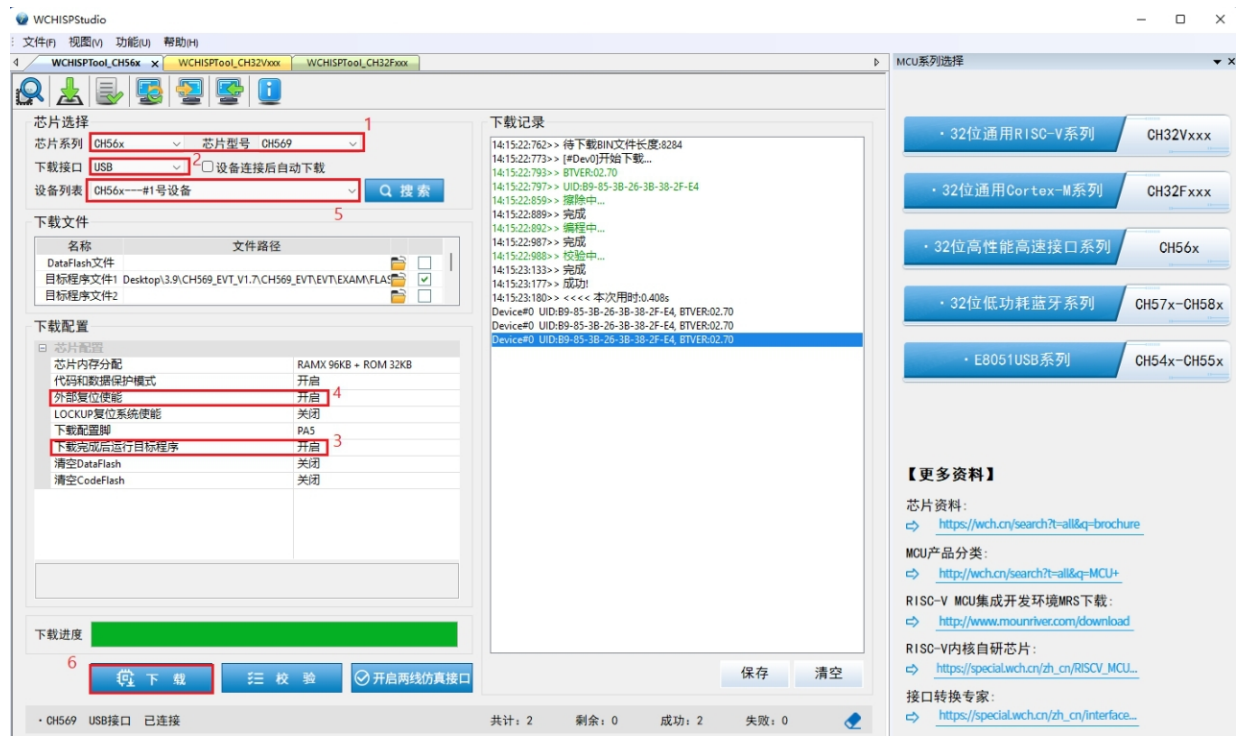 WCHISPStudio
文件(F) 视图(V) 功能(U) 帮助(H)
WCHISPTool_CH56x x WCHISPTool_CH32Vxxx WCHISPTool_CH32Fxxx
MCU系列选择
芯片选择
1
芯片系列 CH56x 芯片型号 CH569
下载接口 USB 2 设备连接后自动下载
设备列表 CH56x---#1号设备 搜索
5
下载文件
名称 文件路径
DataFlash文件
目标程序文件1 Desktop\3.9\CH569_EVT_V1.7\CH569_EVT\EVT\EXAM\FLAS
目标程序文件2
下载配置
芯片配置
芯片内存分配 RAMX 96KB + ROM 32KB
代码和数据保护模式 开启
外部复位使能 开启 4
LOCKUP复位系统使能 关闭
下载配置脚 PA5
下载完成后运行目标程序 开启 3
清空DataFlash 关闭
清空CodeFlash 关闭
下载进度
6
下载 校验 开启两线仿真接口
·CH569 USB接口 已连接
下载记录
14:15:22:762>> 待下载BIN文件长度:8284
14:15:22:773>> [#Dev0]开始下载...
14:15:22:793>> BTVER:02.70
14:15:22:797>> UID:B9-85-3B-26-3B-38-2F-E4
14:15:22:859>> 擦除中...
14:15:22:889>> 完成
14:15:22:892>> 编程中...
14:15:22:987>> 完成
14:15:22:988>> 校验中...
14:15:23:133>> 完成
14:15:23:177>> 成功!
14:15:23:180>> <<<< 本次用时:0.408s
Device#0 UID:B9-85-3B-26-3B-38-2F-E4, BTVER:02.70
Device#0 UID:B9-85-3B-26-3B-38-2F-E4, BTVER:02.70
Device#0 UID:B9-85-3B-26-3B-38-2F-E4, BTVER:02.70
保存 清空
共计: 2 剩余: 0 成功: 2 失败: 0
·32位通用RISC-V系列 CH32Vxxx
·32位通用Cortex-M系列 CH32Fxxx
·32位高性能高速接口系列 CH56x
·32位低功耗蓝牙系列 CH57x-CH58x
·E8051USB系列 CH54x-CH55x
【更多资料】
芯片资料:
https://wch.cn/search?t=all&q=brochure
MCU产品分类:
http://wch.cn/search?t=all&q=MCU+
RISC-V MCU集成开发环境MRS下载:
http://www.mounriver.com/download
RISC-V内核自研芯片:
https://special.wch.cn/zh_cn/RISCV_MCU...
接口转换专家:
https://special.wch.cn/zh_cn/interface...